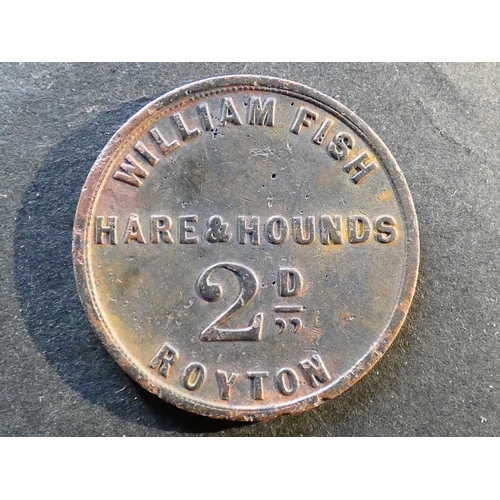 WILLIAM FISH
HARE & HOUNDS
2D
ROYTON